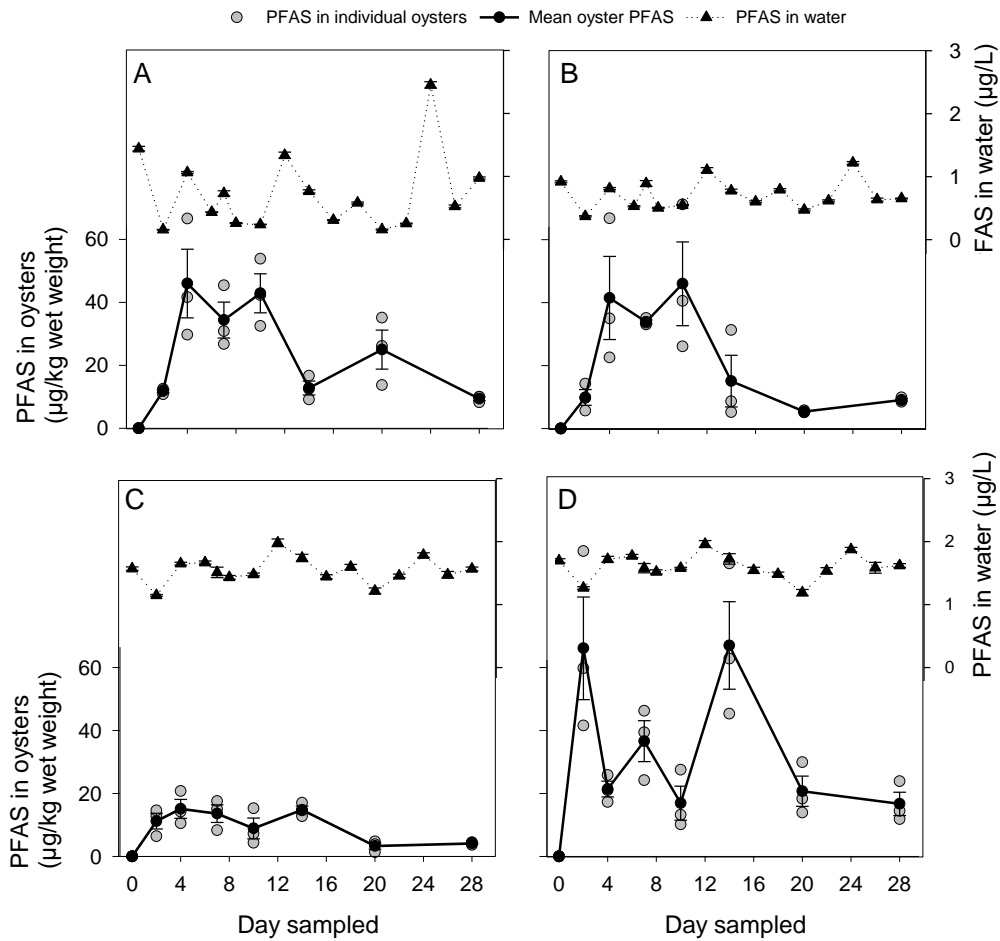 PFAS in individual oysters Mean oyster PFAS PFAS in water
A
B
3
2
1
0
FAS in water (µg/L)
60
40
20
0
PFAS in oysters
(µg/kg wet weight)
C
D
3
2
1
0
PFAS in water (µg/L)
60
40
20
0
PFAS in oysters
(µg/kg wet weight)
0 4 8 12 16 20 24 28
0 4 8 12 16 20 24 28
Day sampled
Day sampled